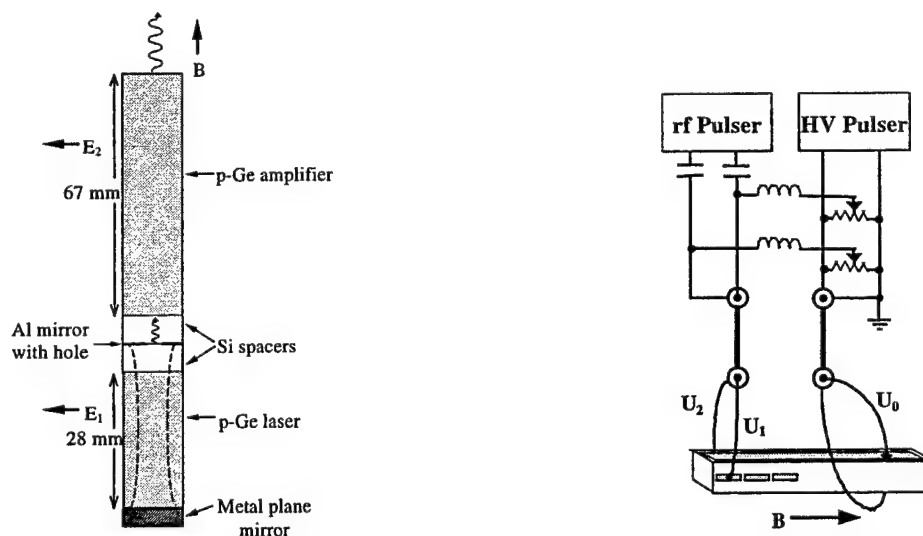 B
E₂
67 mm
p-Ge amplifier
Al mirror
with hole
Si spacers
E₁
28 mm
p-Ge laser
Metal plane
mirror
rf Pulser
HV Pulser
U₂
U₁
U₀
B